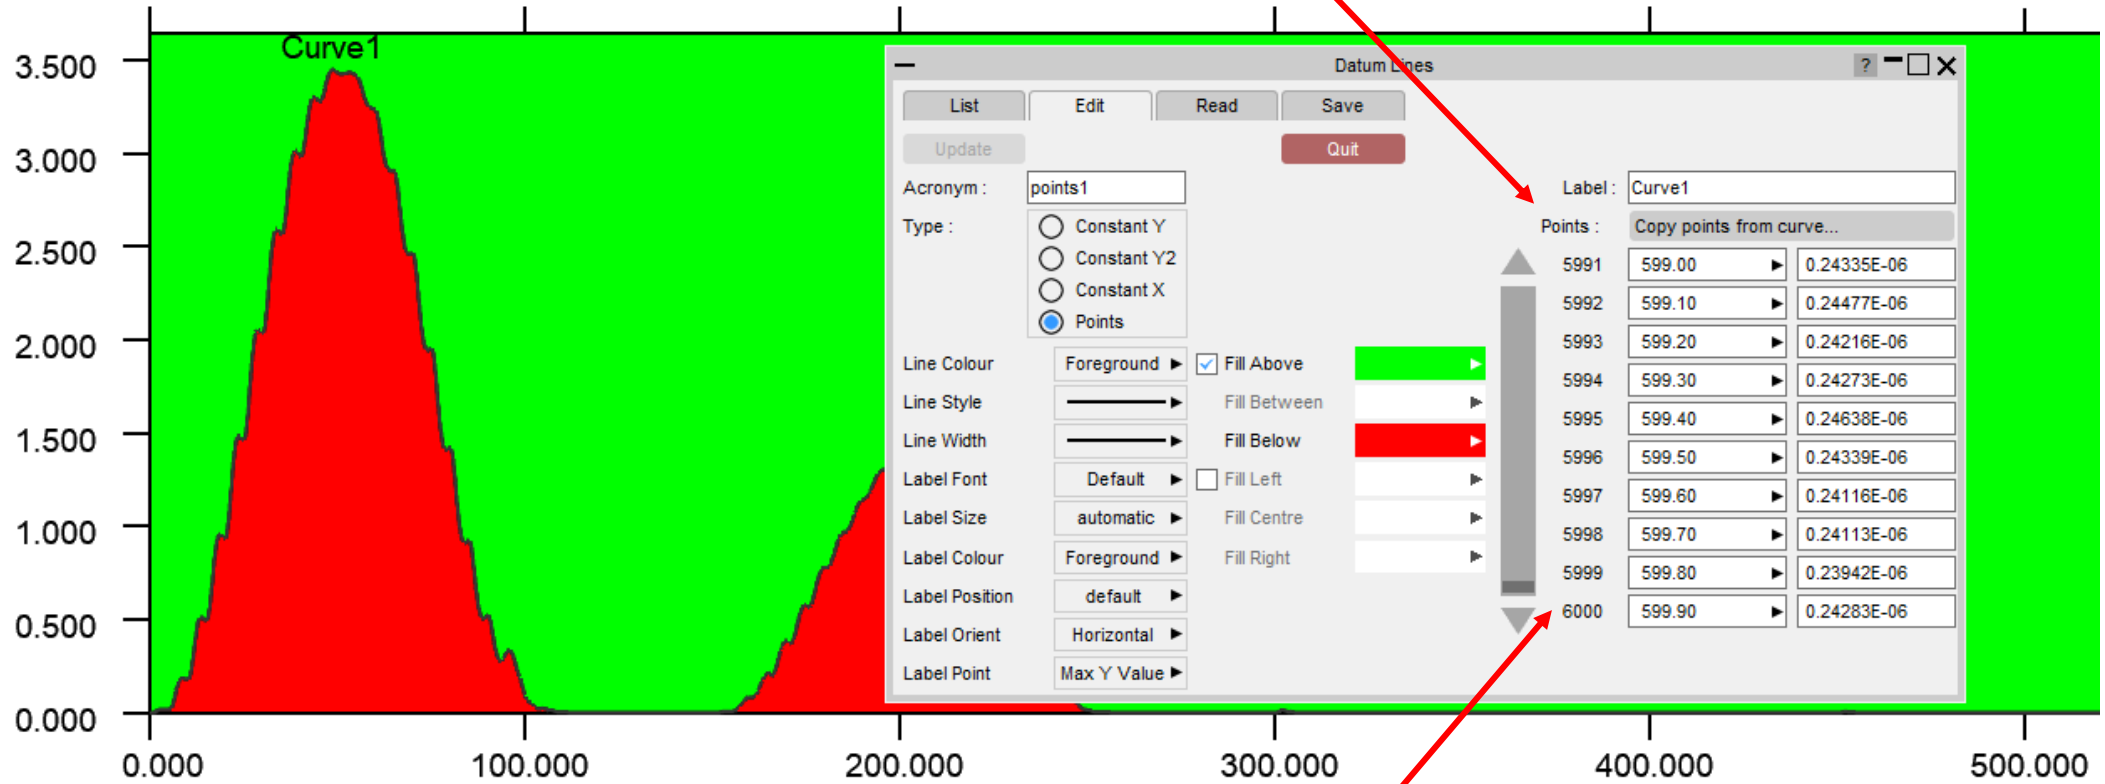 Curve1
3.500
3.000
2.500
2.000
1.500
1.000
0.500
0.000
0.000 100.000 200.000 300.000 400.000 500.000
Datum Lines ?
List Edit Read Save
Update Quit
Acronym : points1
Type : Constant Y
Constant Y2
Constant X
Points
Line Colour Foreground Fill Above
Line Style Fill Between
Line Width Fill Below
Label Font Default Fill Left
Label Size automatic Fill Centre
Label Colour Foreground Fill Right
Label Position default
Label Orient Horizontal
Label Point Max Y Value
Label : Curve1
Points : Copy points from curve...
5991 599.00 0.24335E-06
5992 599.10 0.24477E-06
5993 599.20 0.24216E-06
5994 599.30 0.24273E-06
5995 599.40 0.24638E-06
5996 599.50 0.24339E-06
5997 599.60 0.24116E-06
5998 599.70 0.24113E-06
5999 599.80 0.23942E-06
6000 599.90 0.24283E-06